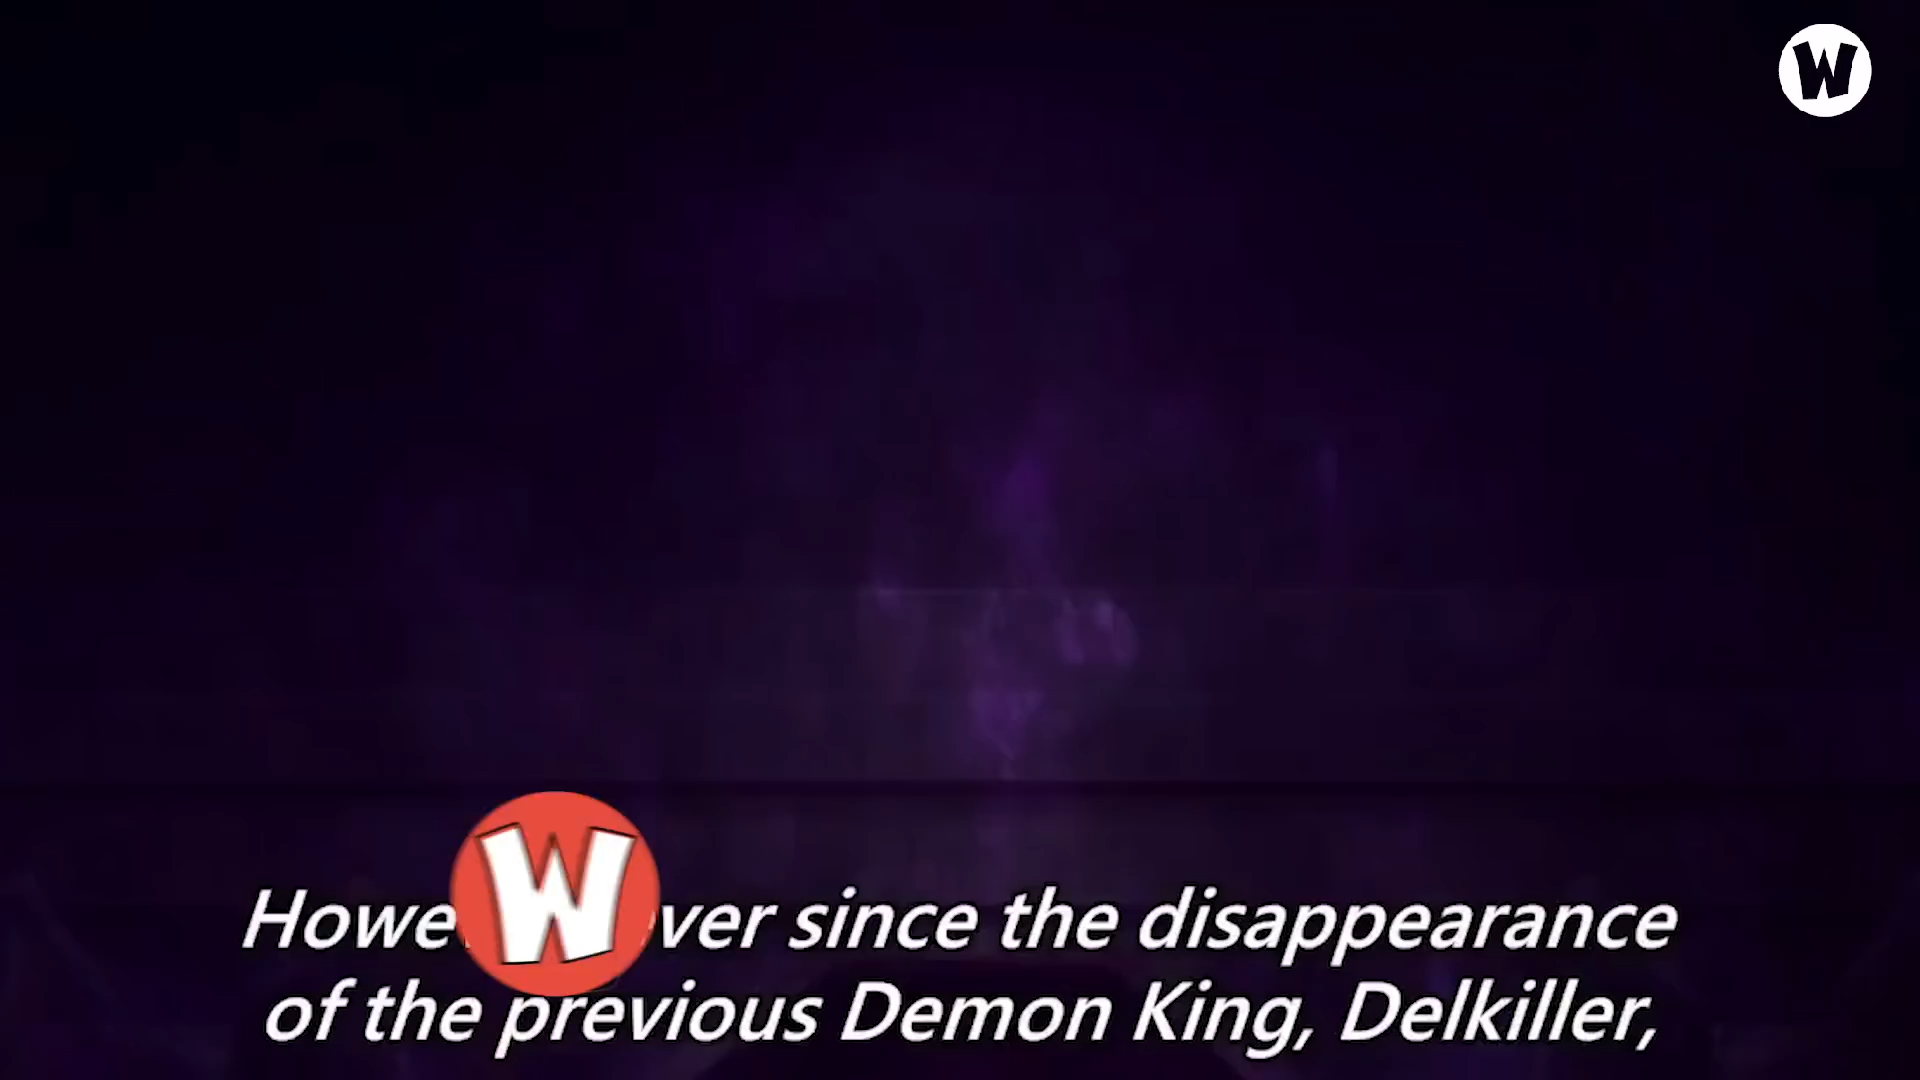 W
Howe ver since the disappearance
of the previous Demon King, Delkiller,
W